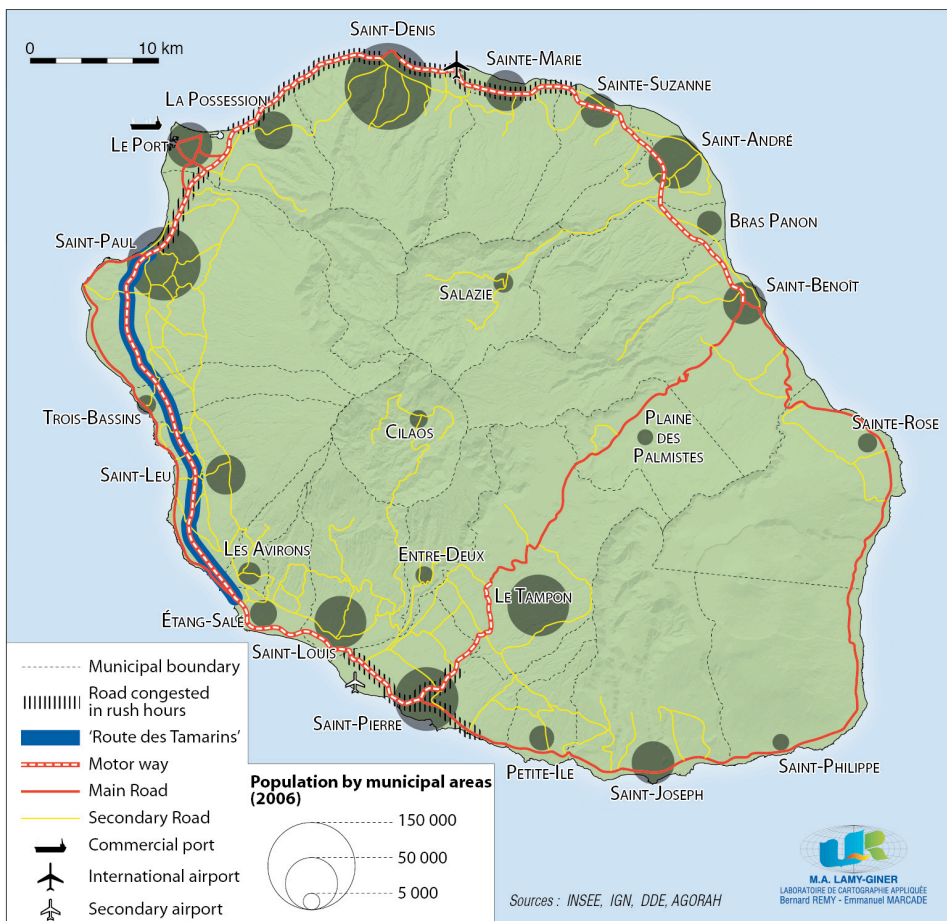 0 10 km
SAINT-DENIS
SAINTE-MARIE
SAINTE-SUZANNE
LA POSSESSION
LE PORT
SAINT-ANDRÉ
BRAS PANON
SAINT-PAUL
SALAZIE
SAINT-BENOÎT
TROIS-BASSINS
CILAOS
PLAINE
DES
PALMISTES
SAINTE-ROSE
SAINT-LEU
LES AVIRONS
ENTRE-DEUX
LE TAMPON
ÉTANG-SALÉ
SAINT-LOUIS
SAINT-PIERRE
PETITE-ILE
SAINT-JOSEPH
SAINT-PHILIPPE
Municipal boundary
Road congested
in rush hours
'Route des Tamarins'
Motor way
Main Road
Secondary Road
Commercial port
International airport
Secondary airport
Population by municipal areas
(2006)
150 000
50 000
5 000
Sources : INSEE, IGN, DDE, AGORAH
UR
M.A. LAMY-GINER
LABORATOIRE DE CARTOGRAPHIE APPLIQUÉE
Bernard REMY - Emmanuel MARCADE